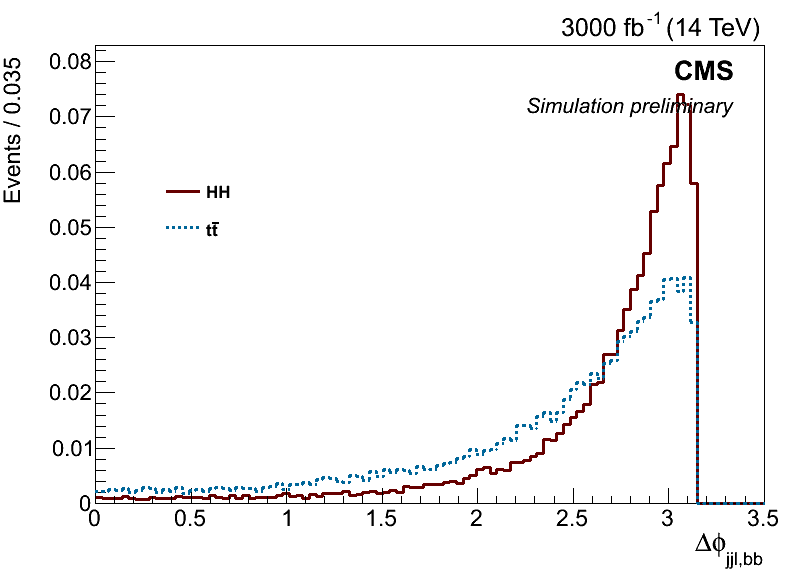 3000 fb⁻¹ (14 TeV)
Events / 0.035
CMS
Simulation preliminary
HH
tt̄
0.08
0.07
0.06
0.05
0.04
0.03
0.02
0.01
0
0 0.5 1 1.5 2 2.5 3 3.5
Δϕjjl,bb